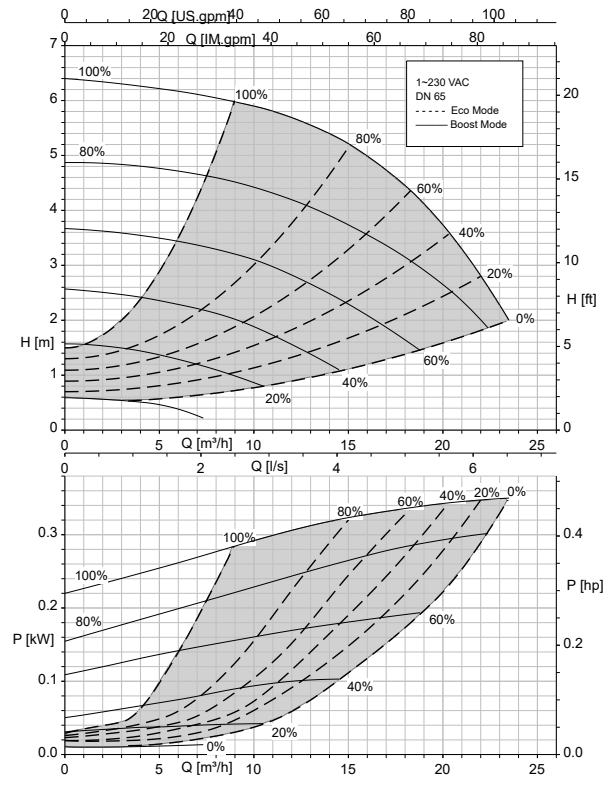 0 20 40 60 80 100
Q [US.gpm]
Q [IM.gpm]
0 20 40 60 80
7
6
5
4
3
2
1
0
H [m]
20
15
10
5
0
H [ft]
1~230 VAC
DN 65
Eco Mode
Boost Mode
100%
100%
80%
80%
60%
40%
20%
0%
60%
40%
20%
0 5 10 15 20 25
Q [m³/h]
0 2 4 6
Q [l/s]
0.3
0.2
0.1
0.0
P [kW]
0.4
0.2
0.0
P [hp]
100%
80%
60%
40%
20%
0%
100%
80%
60%
40%
20%
0%
0 5 10 15 20 25
Q [m³/h]